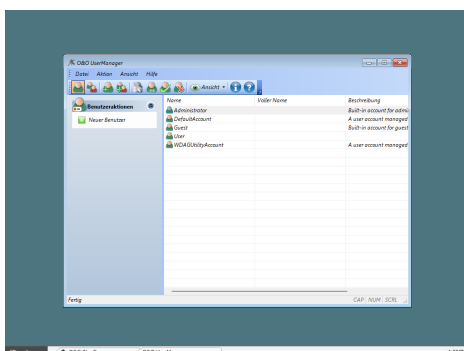 O&O UserManager
Datei Aktion Ansicht Hilfe
Ansicht
Benutzeraktionen
Neuer Benutzer
Name Voller Name Beschreibung
Administrator Built-in account for admi
DefaultAccount A user account managed
Guest Built-in account for guest
User
WDAGUtilityAccount A user account managed
Fertig CAP NUM SCRL